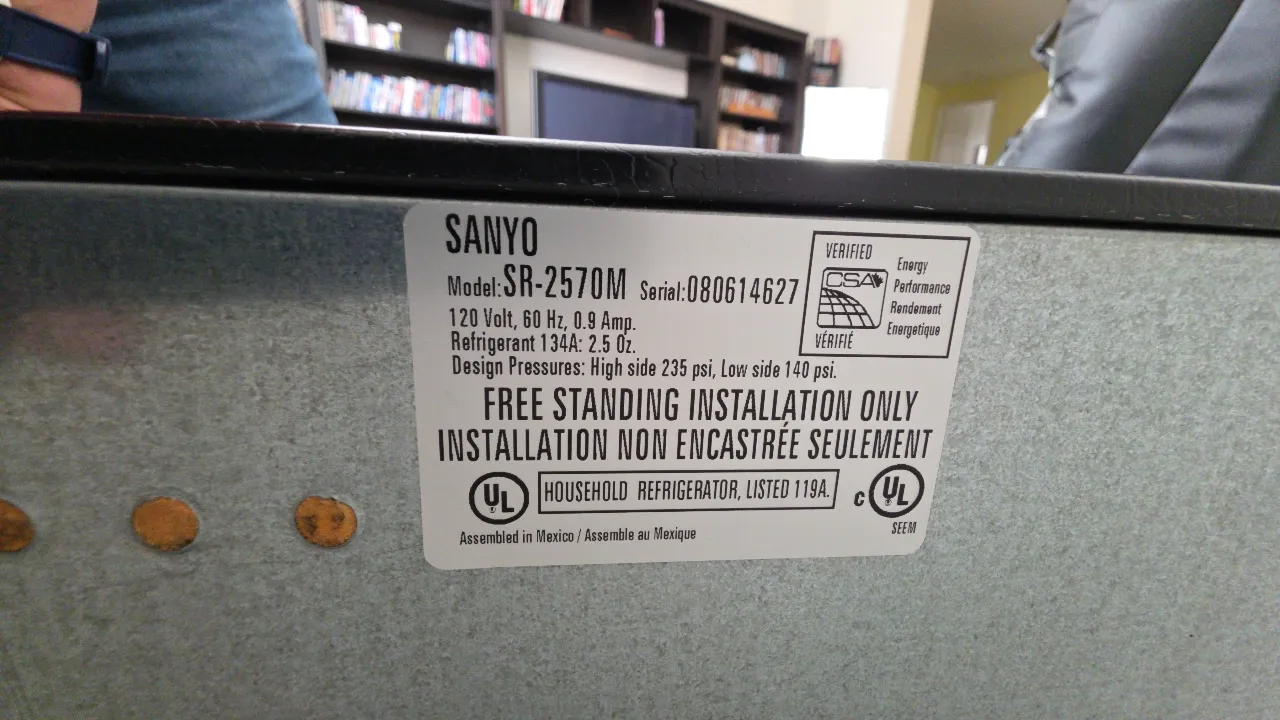 SANYO
Model:SR-2570M Serial:080614627
120 Volt, 60 Hz, 0.9 Amp.
Refrigerant 134A: 2.5 Oz.
Design Pressures: High side 235 psi, Low side 140 psi.
VERIFIED
CSA
VÉRIFIÉ
Energy
Performance
Rendement
Energetique
FREE STANDING INSTALLATION ONLY
INSTALLATION NON ENCASTRÉE SEULEMENT
UL
HOUSEHOLD REFRIGERATOR, LISTED 119A.
c UL
SEEM
Assembled in Mexico / Assemble au Mexique